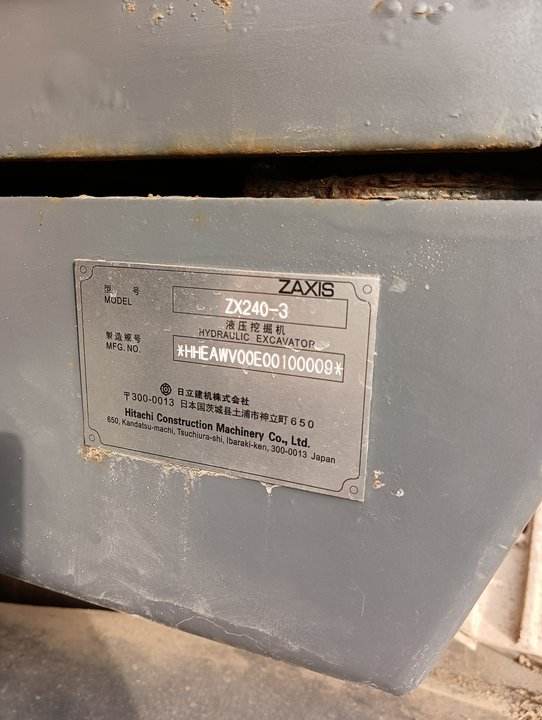 ZAXIS
型 号
MODEL
ZX240-3
液压挖掘机
HYDRAULIC EXCAVATOR
製造編号
MFG. NO.
*HHEAWV00E00100009*
日立建机株式会社
〒300-0013 日本国茨城县土浦市神立町650
Hitachi Construction Machinery Co., Ltd.
650, Kandatsu-machi, Tsuchiura-shi, Ibaraki-ken, 300-0013 Japan